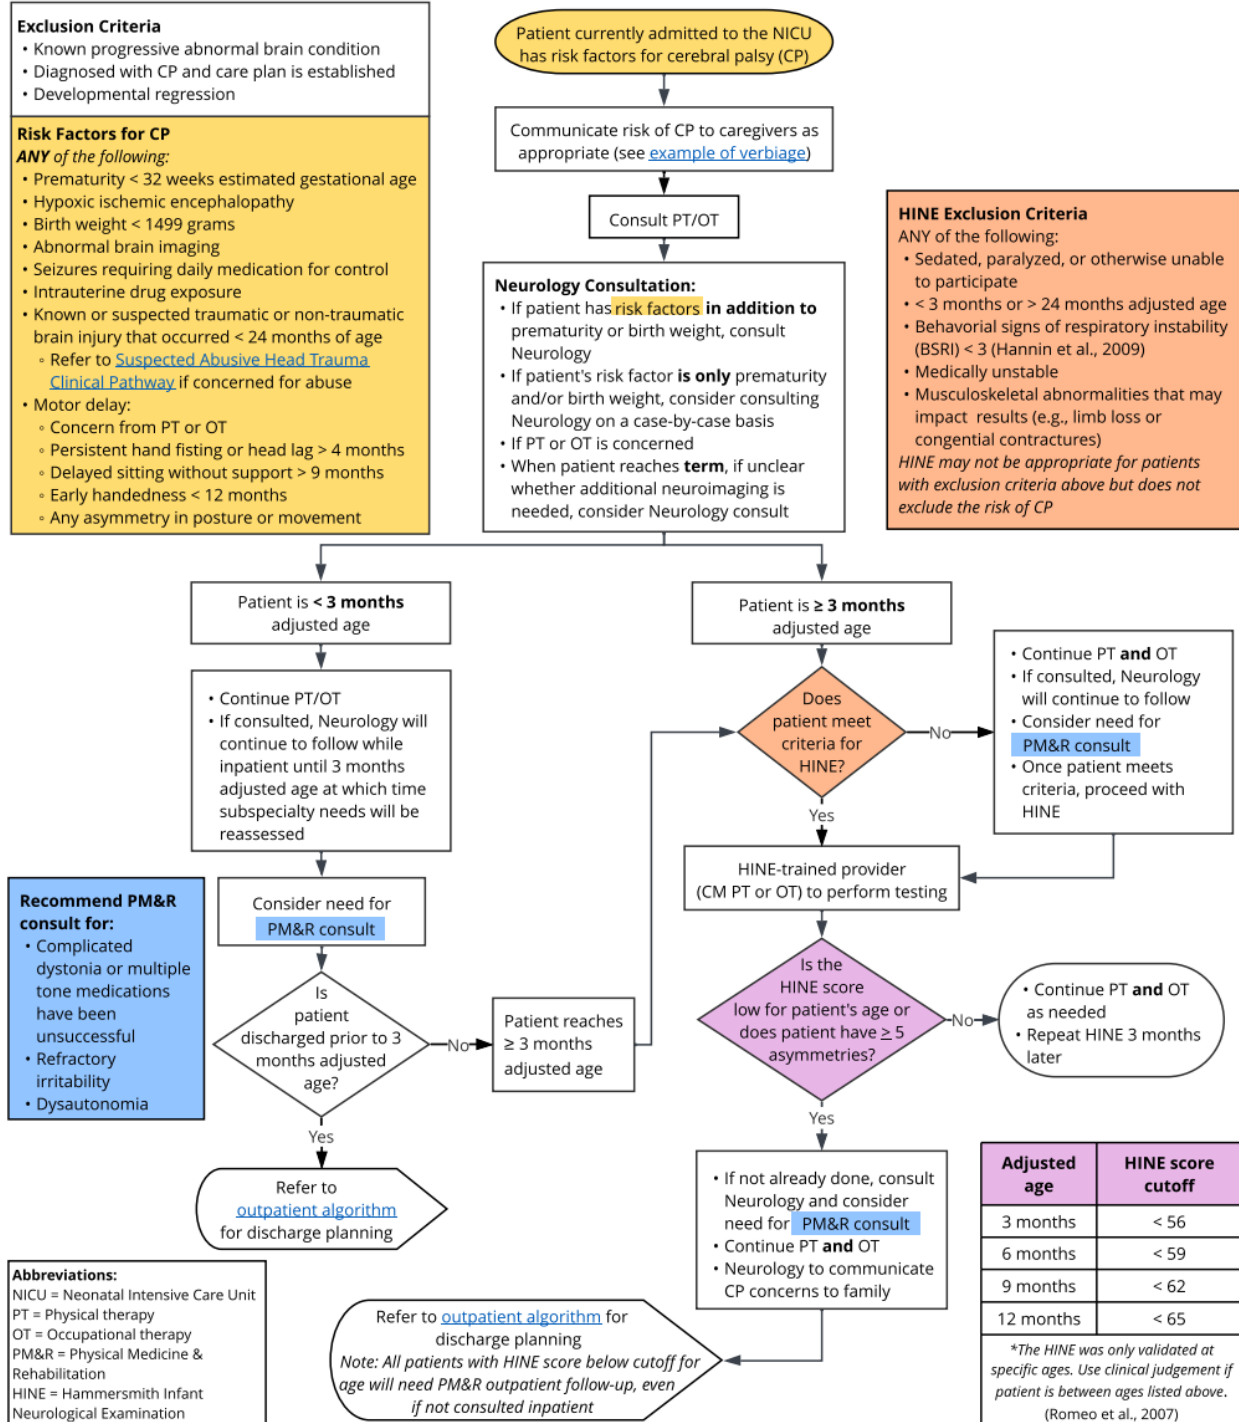 Exclusion Criteria
• Known progressive abnormal brain condition
• Diagnosed with CP and care plan is established
• Developmental regression
Risk Factors for CP
ANY of the following:
• Prematurity < 32 weeks estimated gestational age
• Hypoxic ischemic encephalopathy
• Birth weight < 1499 grams
• Abnormal brain imaging
• Seizures requiring daily medication for control
• Intrauterine drug exposure
• Known or suspected traumatic or non-traumatic
brain injury that occurred < 24 months of age
◦ Refer to Suspected Abusive Head Trauma
Clinical Pathway if concerned for abuse
• Motor delay:
◦ Concern from PT or OT
◦ Persistent hand fisting or head lag > 4 months
◦ Delayed sitting without support > 9 months
◦ Early handedness < 12 months
◦ Any asymmetry in posture or movement
Patient currently admitted to the NICU
has risk factors for cerebral palsy (CP)
Communicate risk of CP to caregivers as
appropriate (see example of verbiage)
Consult PT/OT
Neurology Consultation:
• If patient has risk factors in addition to
prematurity or birth weight, consult
Neurology
• If patient's risk factor is only prematurity
and/or birth weight, consider consulting
Neurology on a case-by-case basis
• If PT or OT is concerned
• When patient reaches term, if unclear
whether additional neuroimaging is
needed, consider Neurology consult
HINE Exclusion Criteria
ANY of the following:
• Sedated, paralyzed, or otherwise unable
to participate
• < 3 months or > 24 months adjusted age
• Behavorial signs of respiratory instability
(BSRI) < 3 (Hannin et al., 2009)
• Medically unstable
• Musculoskeletal abnormalities that may
impact results (e.g., limb loss or
congential contractures)
HINE may not be appropriate for patients
with exclusion criteria above but does not
exclude the risk of CP
Patient is < 3 months
adjusted age
• Continue PT/OT
• If consulted, Neurology will
continue to follow while
inpatient until 3 months
adjusted age at which time
subspecialty needs will be
reassessed
Consider need for
PM&R consult
Recommend PM&R
consult for:
• Complicated
dystonia or multiple
tone medications
have been
unsuccessful
• Refractory
irritability
• Dysautonomia
Is
patient
discharged prior to 3
months adjusted
age?
No
Patient reaches
≥ 3 months
adjusted age
Yes
Refer to
outpatient algorithm
for discharge planning
Patient is ≥ 3 months
adjusted age
Does
patient meet
criteria for
HINE?
No
• Continue PT and OT
• If consulted, Neurology
will continue to follow
• Consider need for
PM&R consult
• Once patient meets
criteria, proceed with
HINE
Yes
HINE-trained provider
(CM PT or OT) to perform testing
Is the
HINE score
low for patient's age or
does patient have ≥ 5
asymmetries?
No
• Continue PT and OT
as needed
• Repeat HINE 3 months
later
Yes
• If not already done, consult
Neurology and consider
need for PM&R consult
• Continue PT and OT
• Neurology to communicate
CP concerns to family
Refer to outpatient algorithm for
discharge planning
Note: All patients with HINE score below cutoff for
age will need PM&R outpatient follow-up, even
if not consulted inpatient
Adjusted age HINE score cutoff
3 months < 56
6 months < 59
9 months < 62
12 months < 65
*The HINE was only validated at
specific ages. Use clinical judgement if
patient is between ages listed above.
(Romeo et al., 2007)
Abbreviations:
NICU = Neonatal Intensive Care Unit
PT = Physical therapy
OT = Occupational therapy
PM&R = Physical Medicine &
Rehabilitation
HINE = Hammersmith Infant
Neurological Examination